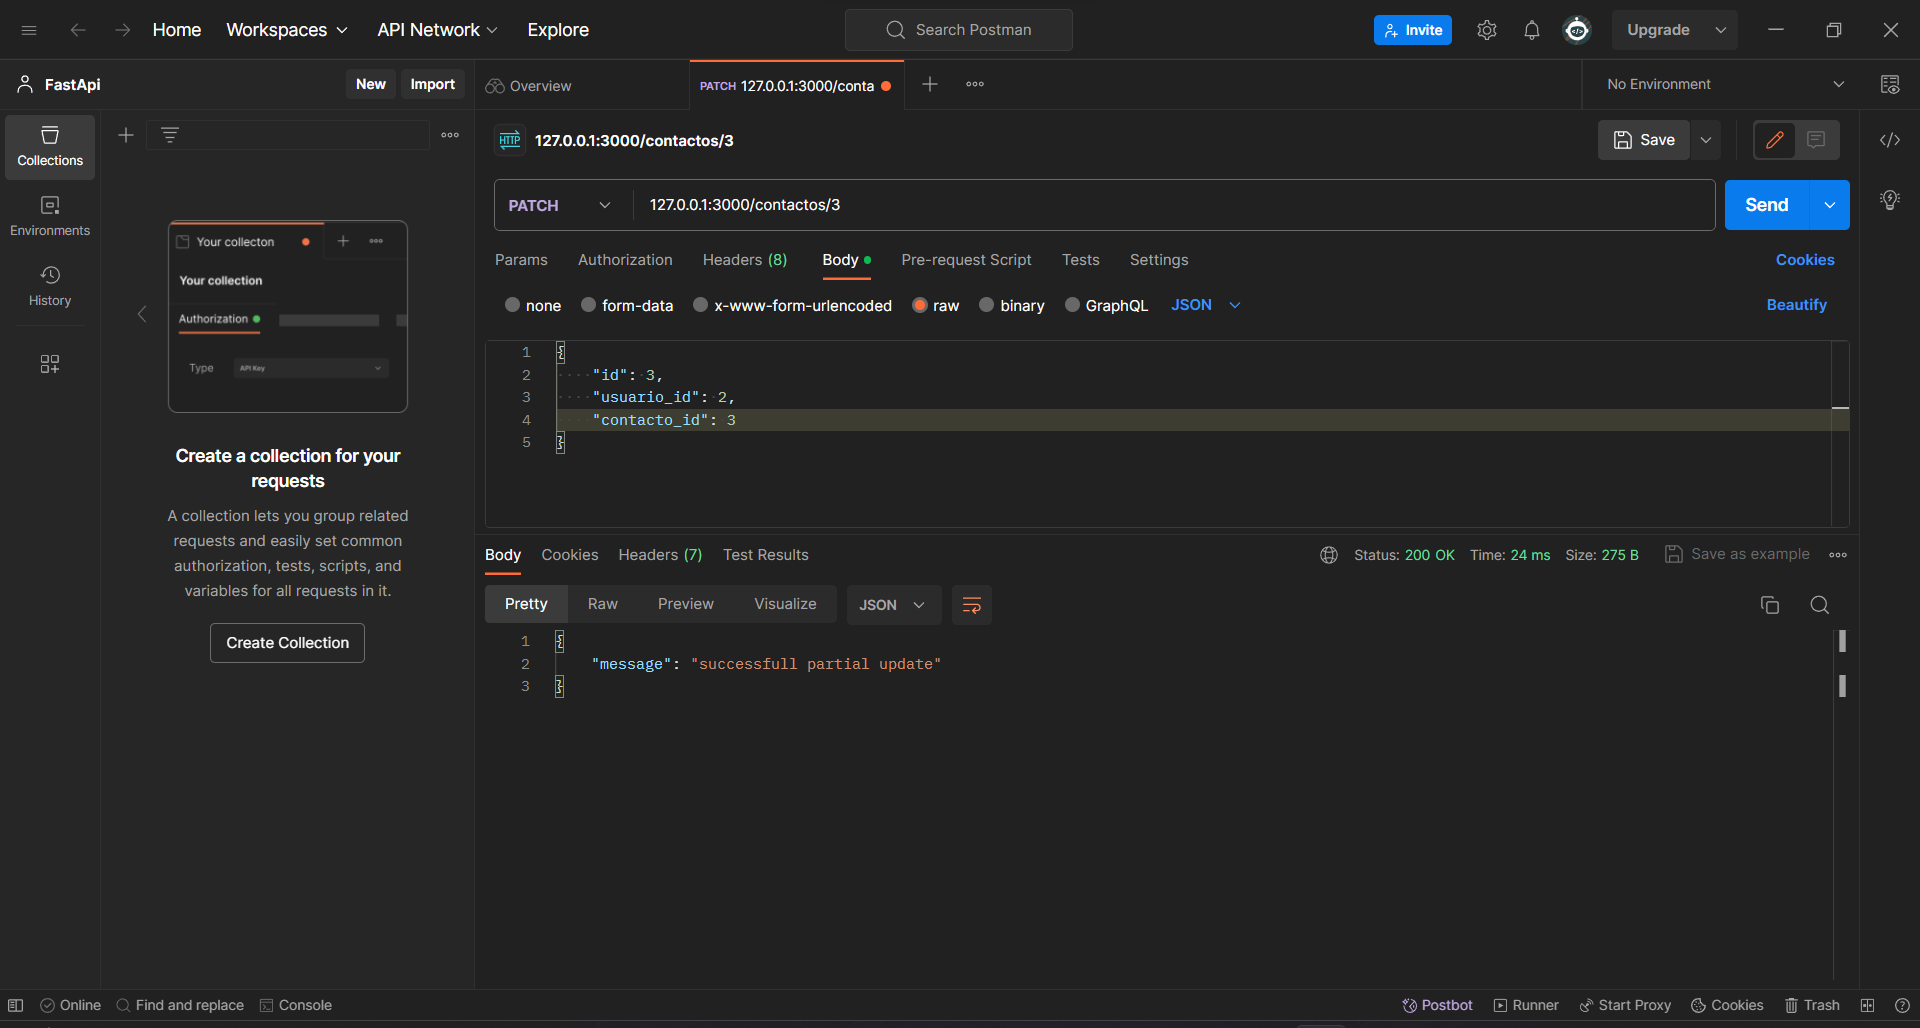 Home Workspaces API Network Explore Search Postman Invite Upgrade
FastApi New Import Overview PATCH 127.0.0.1:3000/conta No Environment
Collections
Environments
History
Your collecton
Your collection
Authorization
Type API Key
Create a collection for your
requests
A collection lets you group related
requests and easily set common
authorization, tests, scripts, and
variables for all requests in it.
Create Collection
HTTP 127.0.0.1:3000/contactos/3 Save
PATCH 127.0.0.1:3000/contactos/3 Send
Params Authorization Headers (8) Body Pre-request Script Tests Settings Cookies
none form-data x-www-form-urlencoded raw binary GraphQL JSON Beautify
1 {
2 "id": 3,
3 "usuario_id": 2,
4 "contacto_id": 3
5 }
Body Cookies Headers (7) Test Results Status: 200 OK Time: 24 ms Size: 275 B Save as example
Pretty Raw Preview Visualize JSON
1 {
2 "message": "successfull partial update"
3 }
Online Find and replace Console Postbot Runner Start Proxy Cookies Trash